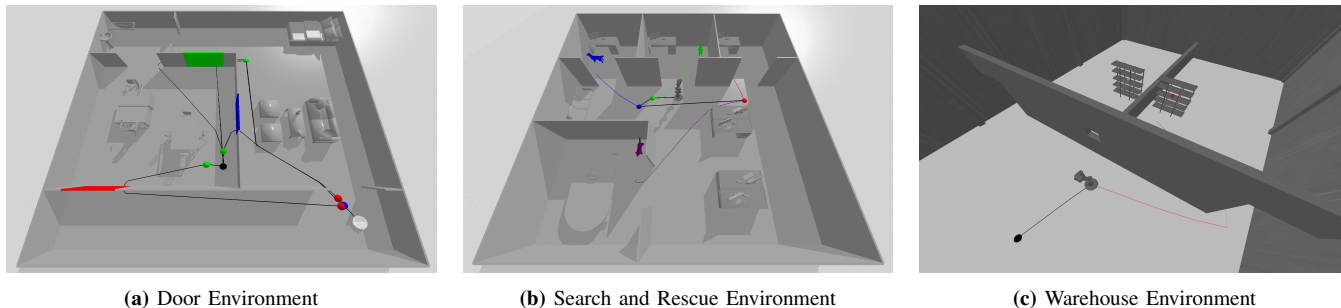 (a) Door Environment
(b) Search and Rescue Environment
(c) Warehouse Environment